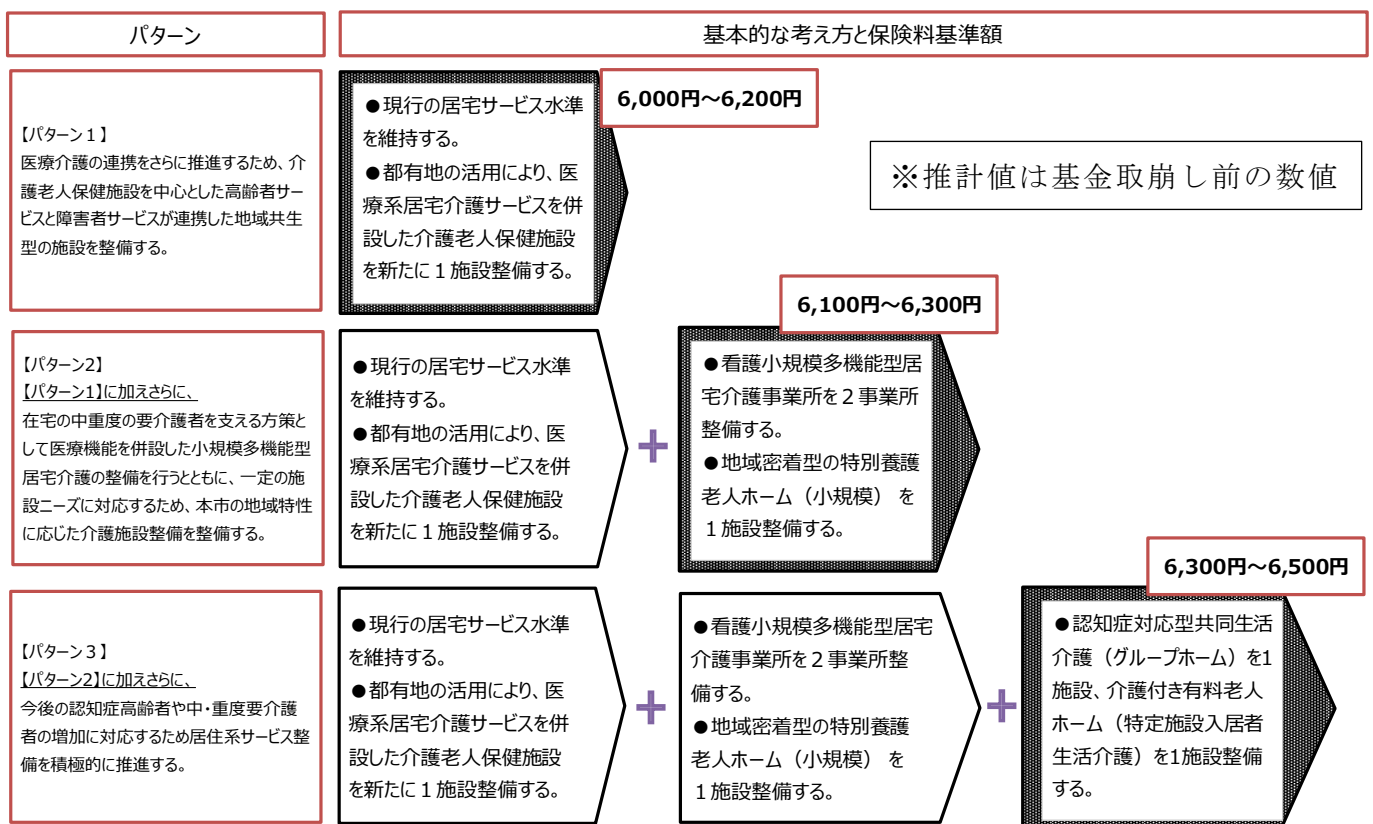 パターン
基本的な考え方と保険料基準額
【パターン１】
医療介護の連携をさらに推進するため、介
護老人保健施設を中心とした高齢者サー
ビスと障害者サービスが連携した地域共生
型の施設を整備する。
●現行の居宅サービス水準
を維持する。
●都有地の活用により、医
療系居宅介護サービスを併
設した介護老人保健施設
を新たに１施設整備する。
6,000円～6,200円
※推計値は基金取崩し前の数値
【パターン2】
【パターン1】に加えさらに、
在宅の中重度の要介護者を支える方策と
して医療機能を併設した小規模多機能型
居宅介護の整備を行うとともに、一定の施
設ニーズに対応するため、本市の地域特性
に応じた介護施設整備を整備する。
●現行の居宅サービス水準
を維持する。
●都有地の活用により、医
療系居宅介護サービスを併
設した介護老人保健施設
を新たに１施設整備する。
+
6,100円～6,300円
●看護小規模多機能型居
宅介護事業所を２事業所
整備する。
●地域密着型の特別養護
老人ホーム（小規模） を
１施設整備する。
【パターン３】
【パターン2】に加えさらに、
今後の認知症高齢者や中・重度要介護
者の増加に対応するため居住系サービス整
備を積極的に推進する。
●現行の居宅サービス水準
を維持する。
●都有地の活用により、医
療系居宅介護サービスを併
設した介護老人保健施設
を新たに１施設整備する。
+
●看護小規模多機能型居宅
介護事業所を２事業所整
備する。
●地域密着型の特別養護
老人ホーム（小規模） を
１施設整備する。
+
6,300円～6,500円
●認知症対応型共同生活
介護（グループホーム）を1
施設、介護付き有料老人
ホーム（特定施設入居者
生活介護）を1施設整備
する。